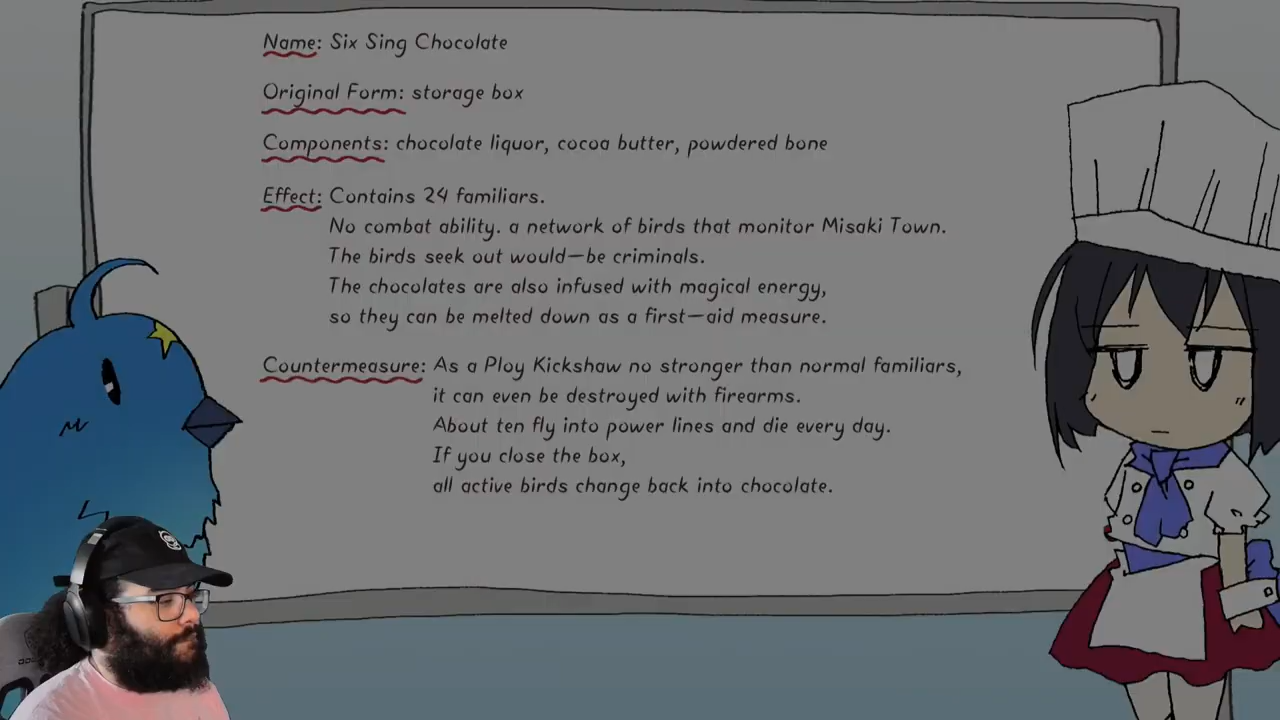 Name: Six Sing Chocolate
Original Form: storage box
Components: chocolate liquor, cocoa butter, powdered bone
Effect: Contains 24 familiars.
No combat ability. a network of birds that monitor Misaki Town.
The birds seek out would—be criminals.
The chocolates are also infused with magical energy,
so they can be melted down as a first—aid measure.
Countermeasure: As a Ploy Kickshaw no stronger than normal familiars,
it can even be destroyed with firearms.
About ten fly into power lines and die every day.
If you close the box,
all active birds change back into chocolate.